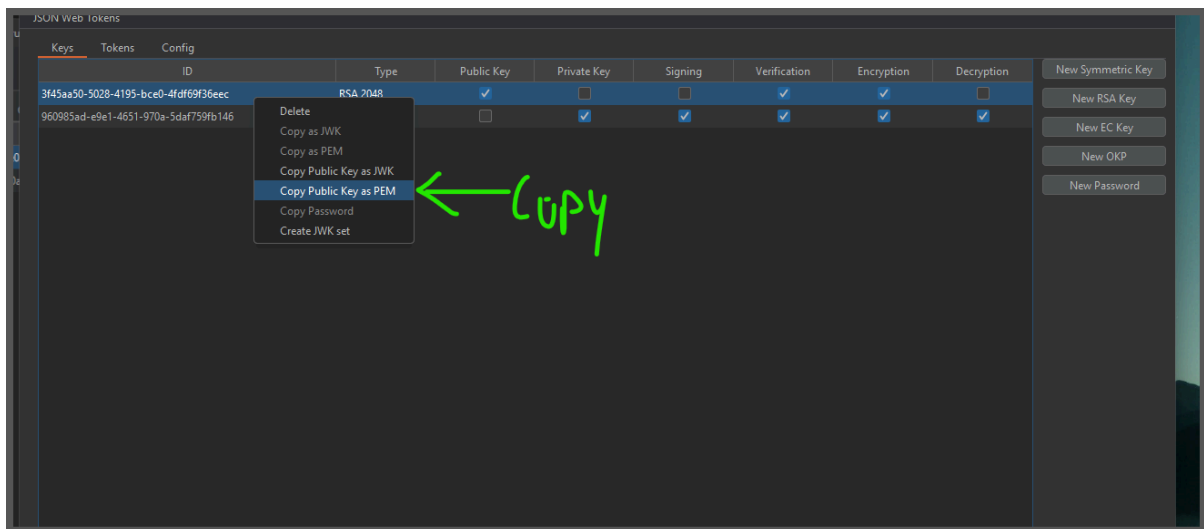 JSON Web Tokens
Keys Tokens Config
ID Type Public Key Private Key Signing Verification Encryption Decryption
3f45aa50-5028-4195-bce0-4fdf69f36eec RSA 2048
960985ad-e9e1-4651-970a-5daf759fb146
Delete
Copy as JWK
Copy as PEM
Copy Public Key as JWK
Copy Public Key as PEM
Copy Password
Create JWK set
Copy
New Symmetric Key
New RSA Key
New EC Key
New OKP
New Password